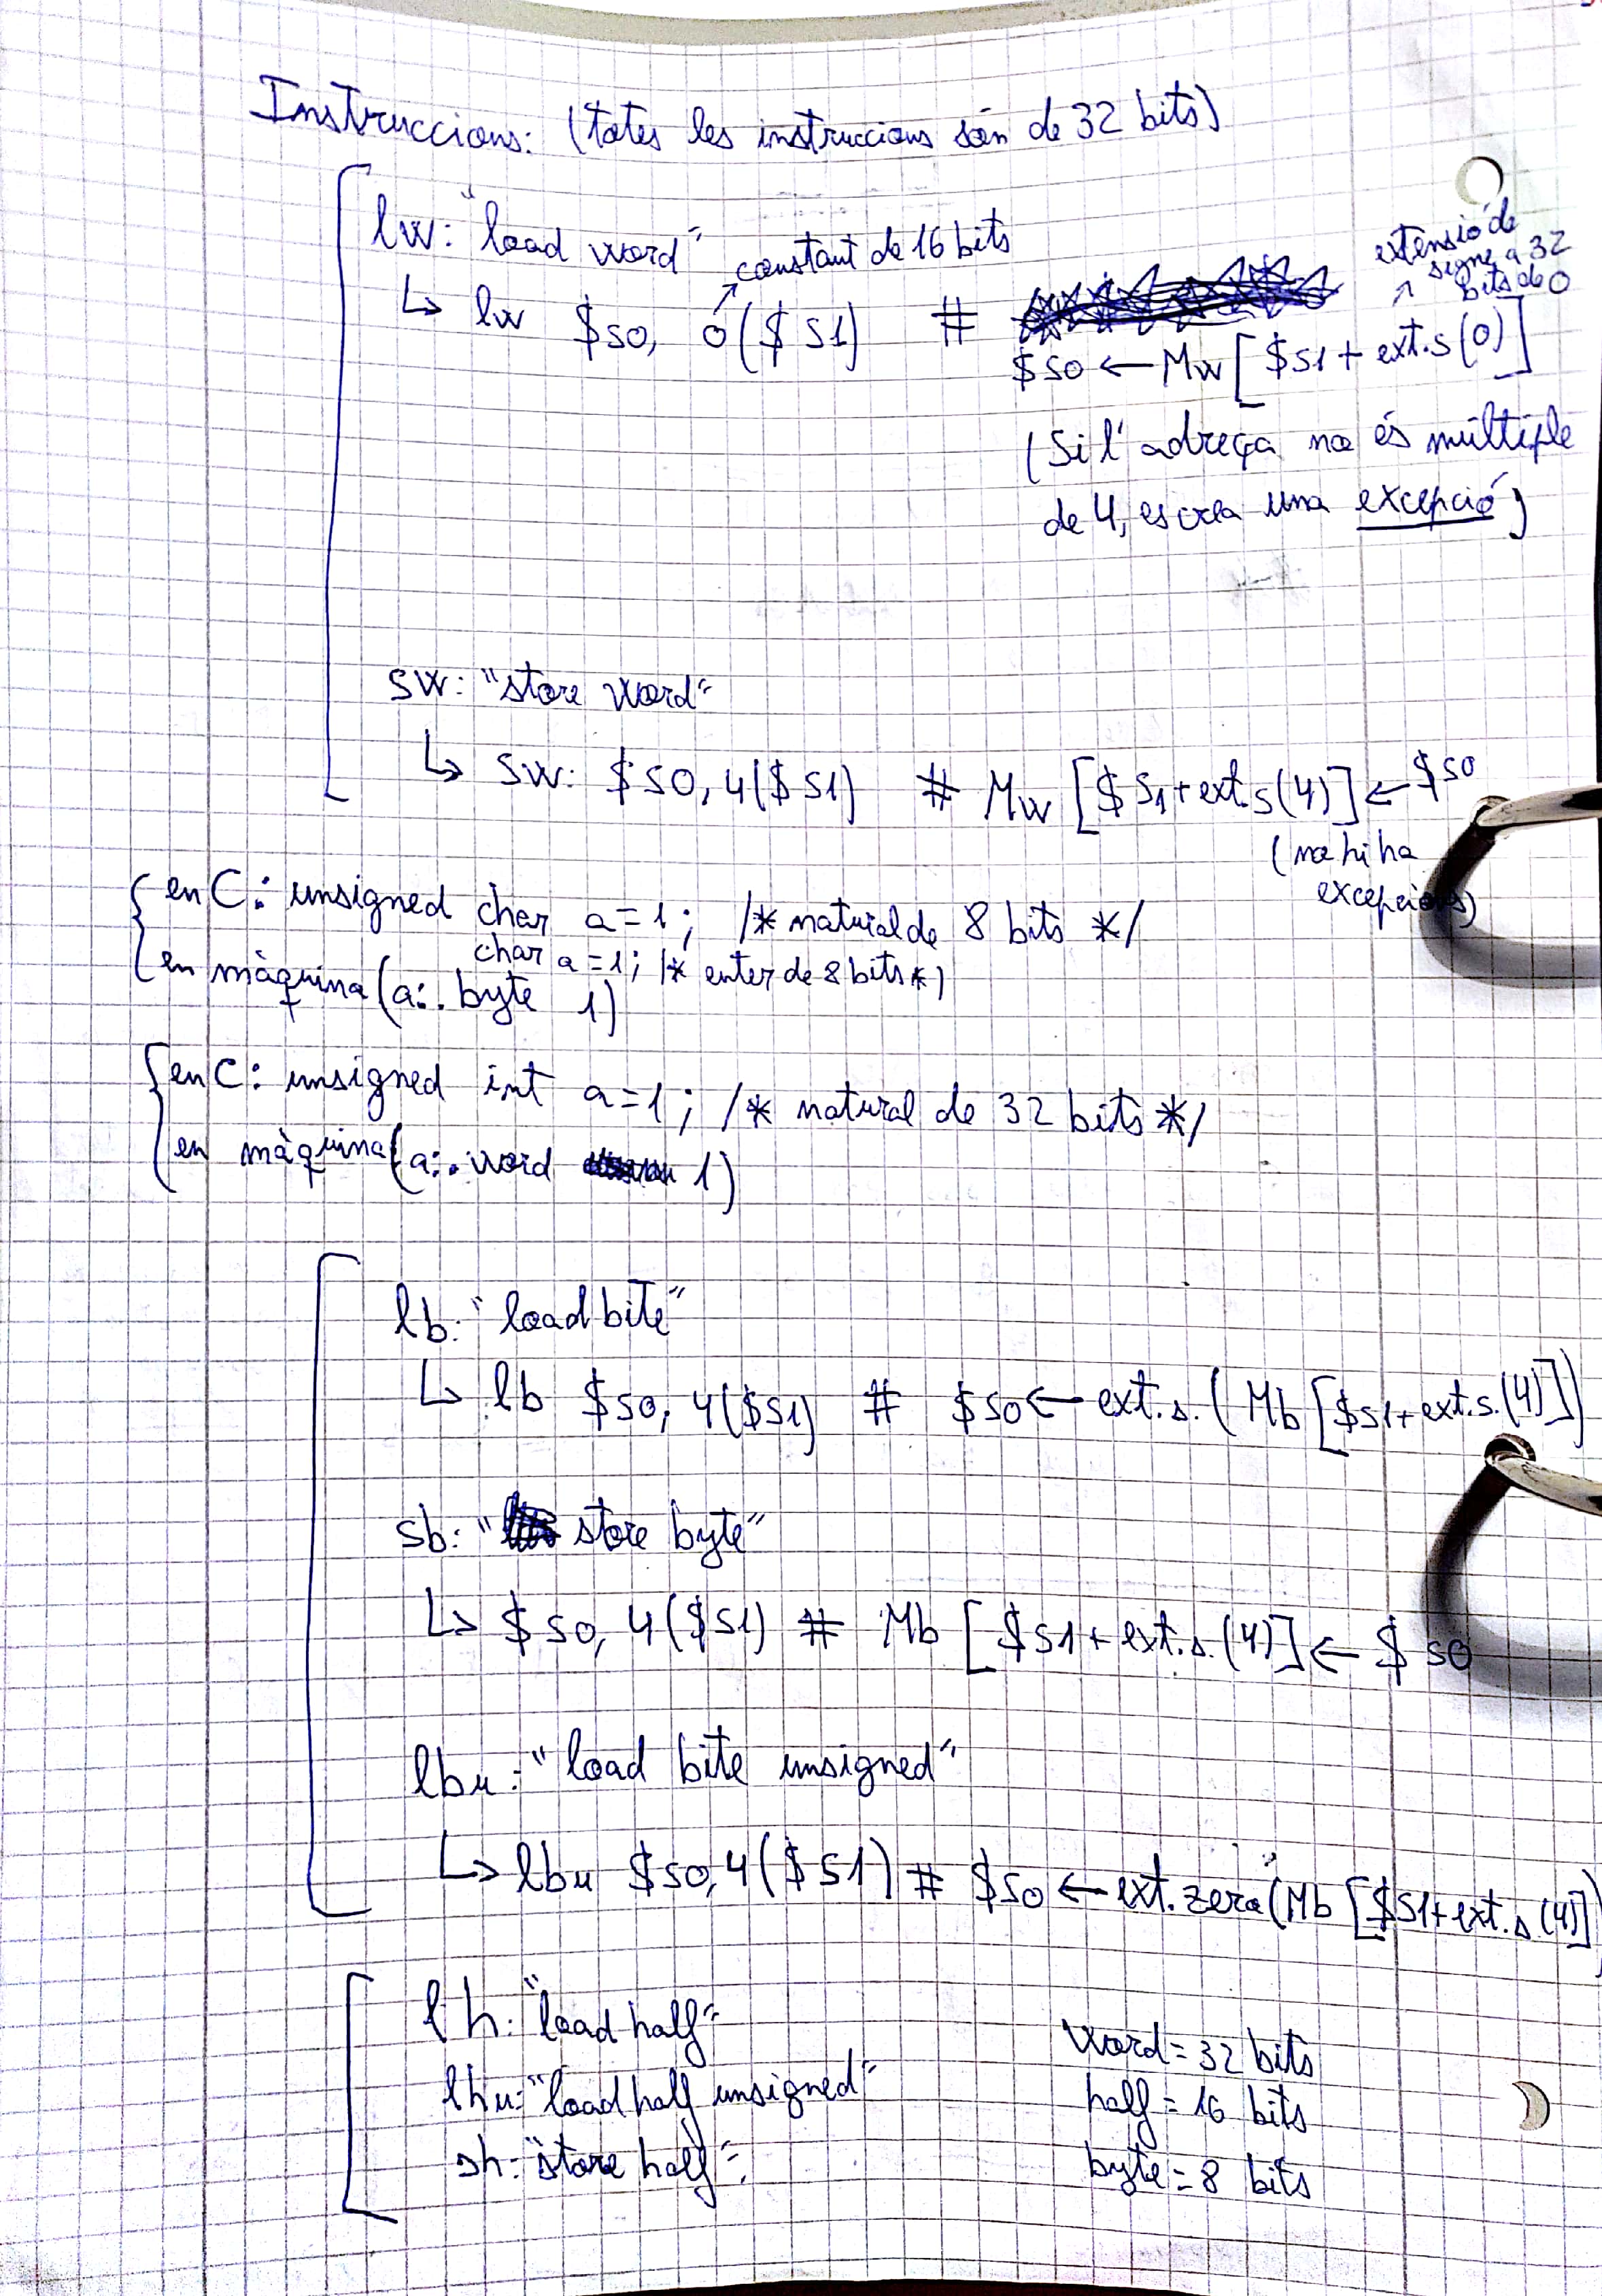 Instruccions: (totes les instruccions són de 32 bits)
lw: "load word"
constant de 16 bits
extensió de
signe a 32
bits de 0
↳ lw $s0, 0($s1) #
$s0 ← Mw[$s1 + ext.s(0)]
(Si l'adreça no és múltiple
de 4, es crea una excepció)
sw: "store word"
↳ sw: $s0, 4($s1) # Mw[$s1+ext.s(4)] ← $s0
(no hi ha
excepcions)
en C: unsigned char a=1; /* natural de 8 bits */
char a=1; /* enter de 8 bits*)
en màquina (a: .byte 1)
en C: unsigned int a=1; /* natural de 32 bits */
en màquina (a: .word 1)
lb: "load bite"
↳ lb $s0, 4($s1) # $s0 ← ext.s.(Mb[$s1+ext.s.(4)])
sb: "store byte"
↳ $s0, 4($s1) # Mb[$s1+ext.s.(4)] ← $s0
lbu: "load bite unsigned"
↳ lbu $s0, 4($s1) # $s0 ← ext.zero(Mb[$s1+ext.s.(4)])
lh: "load half"
lhu: "load half unsigned"
sh: "store half"
Word = 32 bits
half = 16 bits
byte = 8 bits